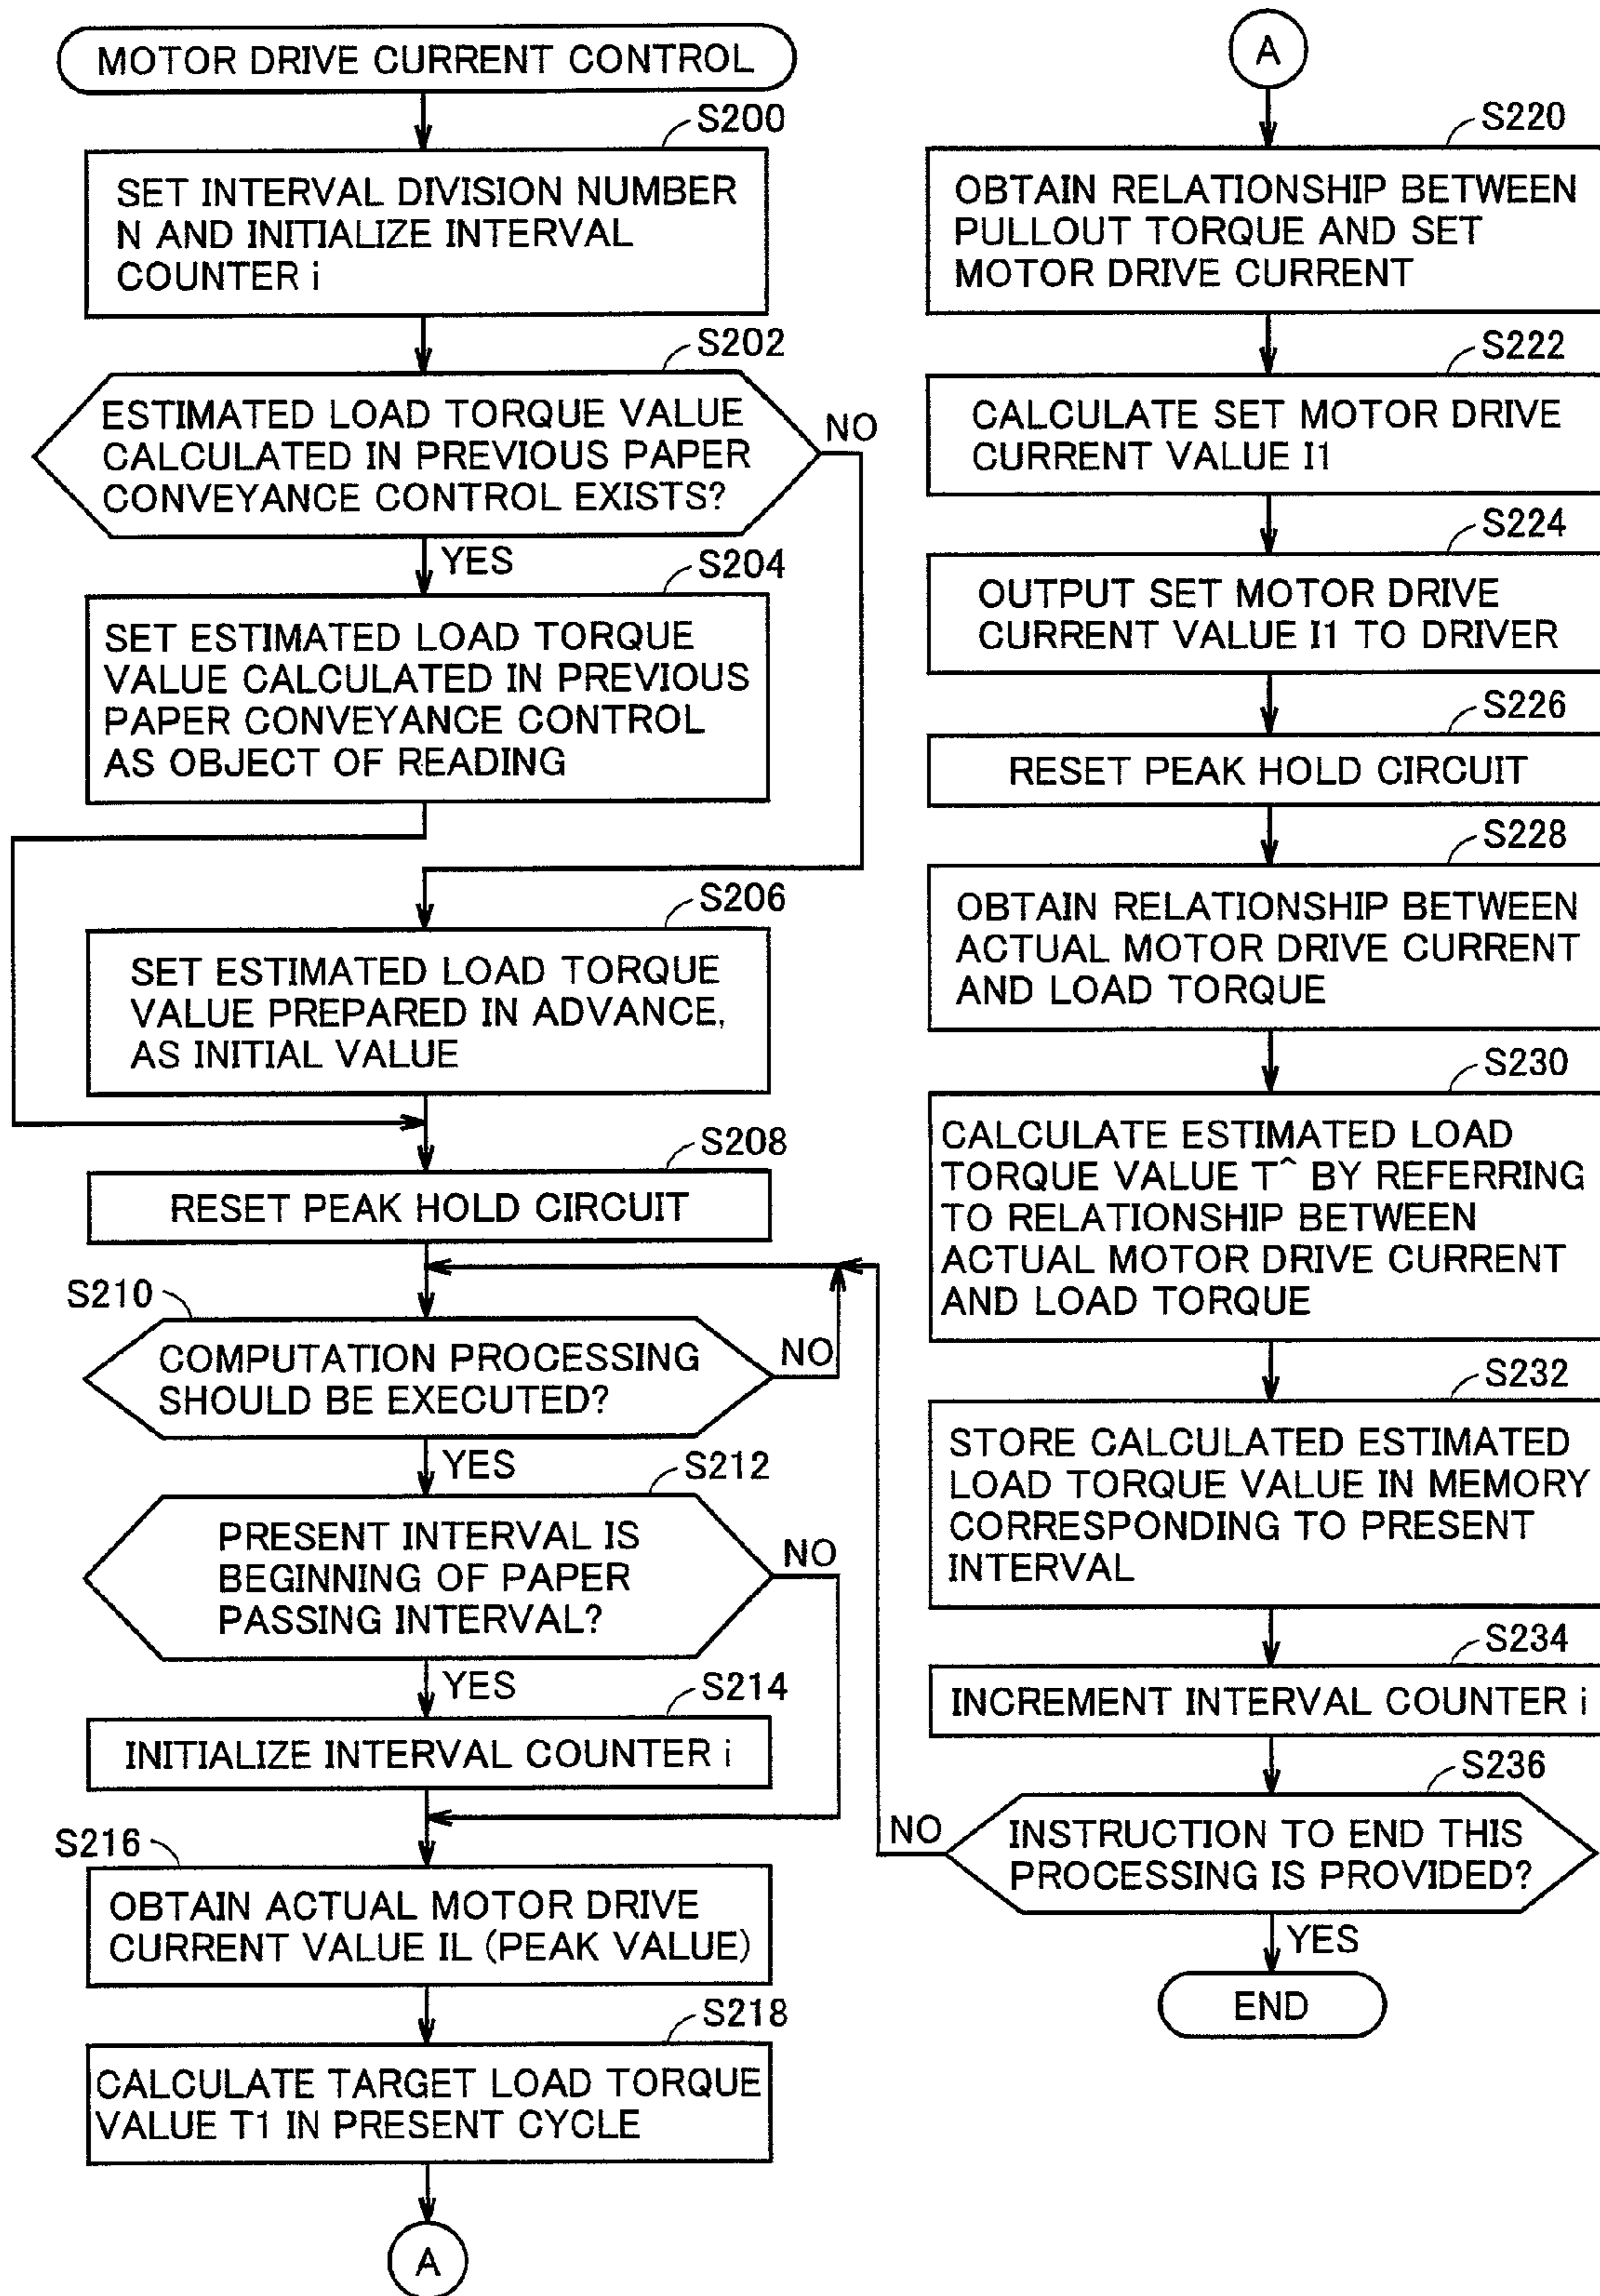 MOTOR DRIVE CURRENT CONTROL
S200
SET INTERVAL DIVISION NUMBER
N AND INITIALIZE INTERVAL
COUNTER i
S202
ESTIMATED LOAD TORQUE VALUE
CALCULATED IN PREVIOUS PAPER
CONVEYANCE CONTROL EXISTS?
NO
YES
S204
SET ESTIMATED LOAD TORQUE
VALUE CALCULATED IN PREVIOUS
PAPER CONVEYANCE CONTROL
AS OBJECT OF READING
S206
SET ESTIMATED LOAD TORQUE
VALUE PREPARED IN ADVANCE,
AS INITIAL VALUE
S208
RESET PEAK HOLD CIRCUIT
S210
COMPUTATION PROCESSING
SHOULD BE EXECUTED?
NO
YES
S212
PRESENT INTERVAL IS
BEGINNING OF PAPER
PASSING INTERVAL?
NO
YES
S214
INITIALIZE INTERVAL COUNTER i
S216
OBTAIN ACTUAL MOTOR DRIVE
CURRENT VALUE IL (PEAK VALUE)
S218
CALCULATE TARGET LOAD TORQUE
VALUE T1 IN PRESENT CYCLE
A
A
S220
OBTAIN RELATIONSHIP BETWEEN
PULLOUT TORQUE AND SET
MOTOR DRIVE CURRENT
S222
CALCULATE SET MOTOR DRIVE
CURRENT VALUE I1
S224
OUTPUT SET MOTOR DRIVE
CURRENT VALUE I1 TO DRIVER
S226
RESET PEAK HOLD CIRCUIT
S228
OBTAIN RELATIONSHIP BETWEEN
ACTUAL MOTOR DRIVE CURRENT
AND LOAD TORQUE
S230
CALCULATE ESTIMATED LOAD
TORQUE VALUE T^ BY REFERRING
TO RELATIONSHIP BETWEEN
ACTUAL MOTOR DRIVE CURRENT
AND LOAD TORQUE
S232
STORE CALCULATED ESTIMATED
LOAD TORQUE VALUE IN MEMORY
CORRESPONDING TO PRESENT
INTERVAL
S234
INCREMENT INTERVAL COUNTER i
S236
INSTRUCTION TO END THIS
PROCESSING IS PROVIDED?
NO
YES
END